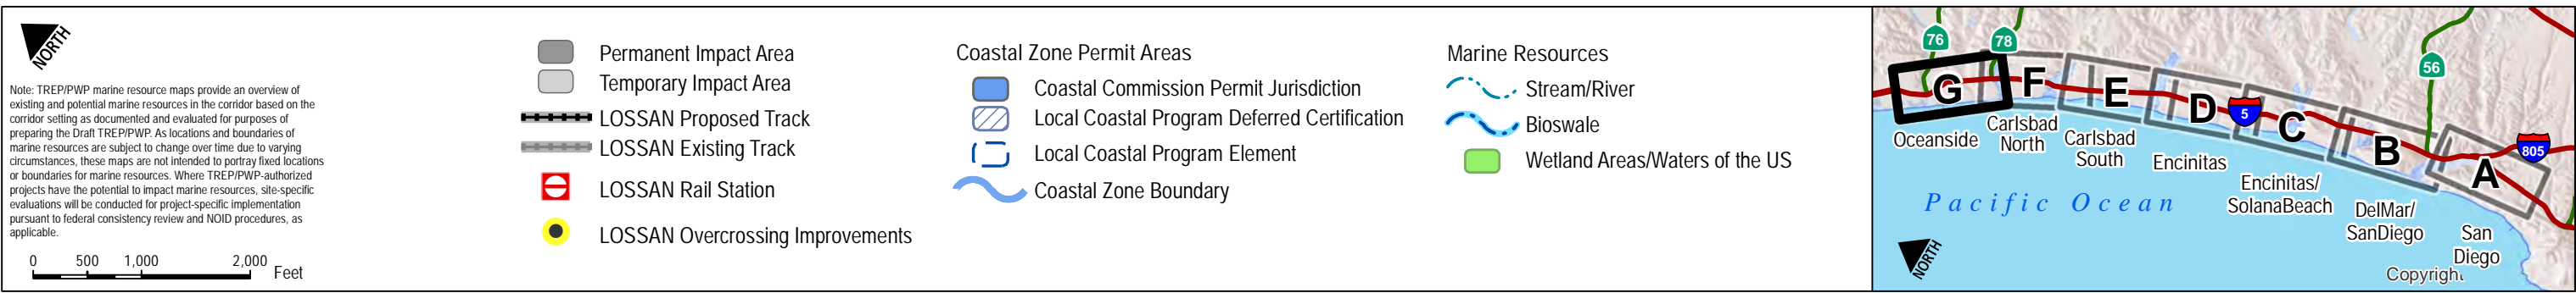 NORTH
Note: TREP/PWP marine resource maps provide an overview of
existing and potential marine resources in the corridor based on the
corridor setting as documented and evaluated for purposes of
preparing the Draft TREP/PWP. As locations and boundaries of
marine resources are subject to change over time due to varying
circumstances, these maps are not intended to portray fixed locations
or boundaries for marine resources. Where TREP/PWP-authorized
projects have the potential to impact marine resources, site-specific
evaluations will be conducted for project-specific implementation
pursuant to federal consistency review and NOID procedures, as
applicable.
0 500 1,000 2,000
Feet
Permanent Impact Area
Temporary Impact Area
LOSSAN Proposed Track
LOSSAN Existing Track
LOSSAN Rail Station
LOSSAN Overcrossing Improvements
Coastal Zone Permit Areas
Coastal Commission Permit Jurisdiction
Local Coastal Program Deferred Certification
Local Coastal Program Element
Coastal Zone Boundary
Marine Resources
Stream/River
Bioswale
Wetland Areas/Waters of the US
76
78
56
5
805
G
F
E
D
C
B
A
Oceanside
Carlsbad
North
Carlsbad
South
Encinitas
Encinitas/
SolanaBeach
DelMar/
SanDiego
San
Diego
Pacific Ocean
NORTH
Copyright